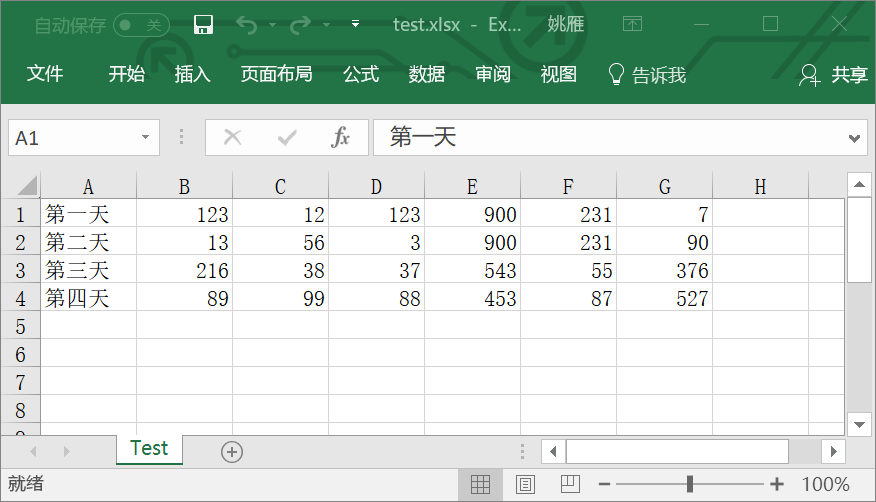 自动保存 关 test.xlsx - Ex... 姚雁
文件 开始 插入 页面布局 公式 数据 审阅 视图 告诉我 共享
A1 fx 第一天
A B C D E F G H
1 第一天 123 12 123 900 231 7
2 第二天 13 56 3 900 231 90
3 第三天 216 38 37 543 55 376
4 第四天 89 99 88 453 87 527
5
6
7
8
Test
就绪 100%